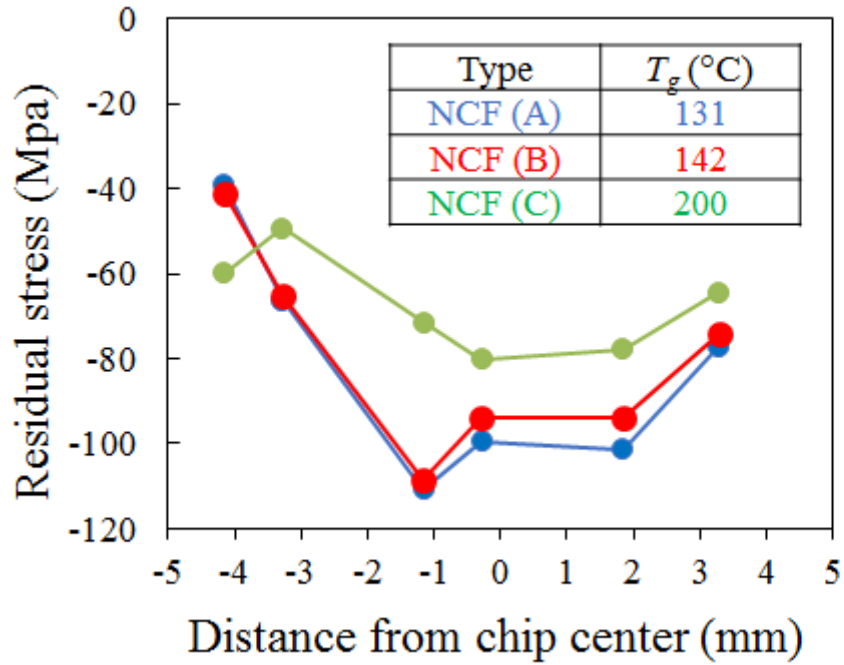 0
-20
-40
-60
-80
-100
-120
Residual stress (Mpa)
Type T_g (°C)
NCF (A) 131
NCF (B) 142
NCF (C) 200
-5 -4 -3 -2 -1 0 1 2 3 4 5
Distance from chip center (mm)